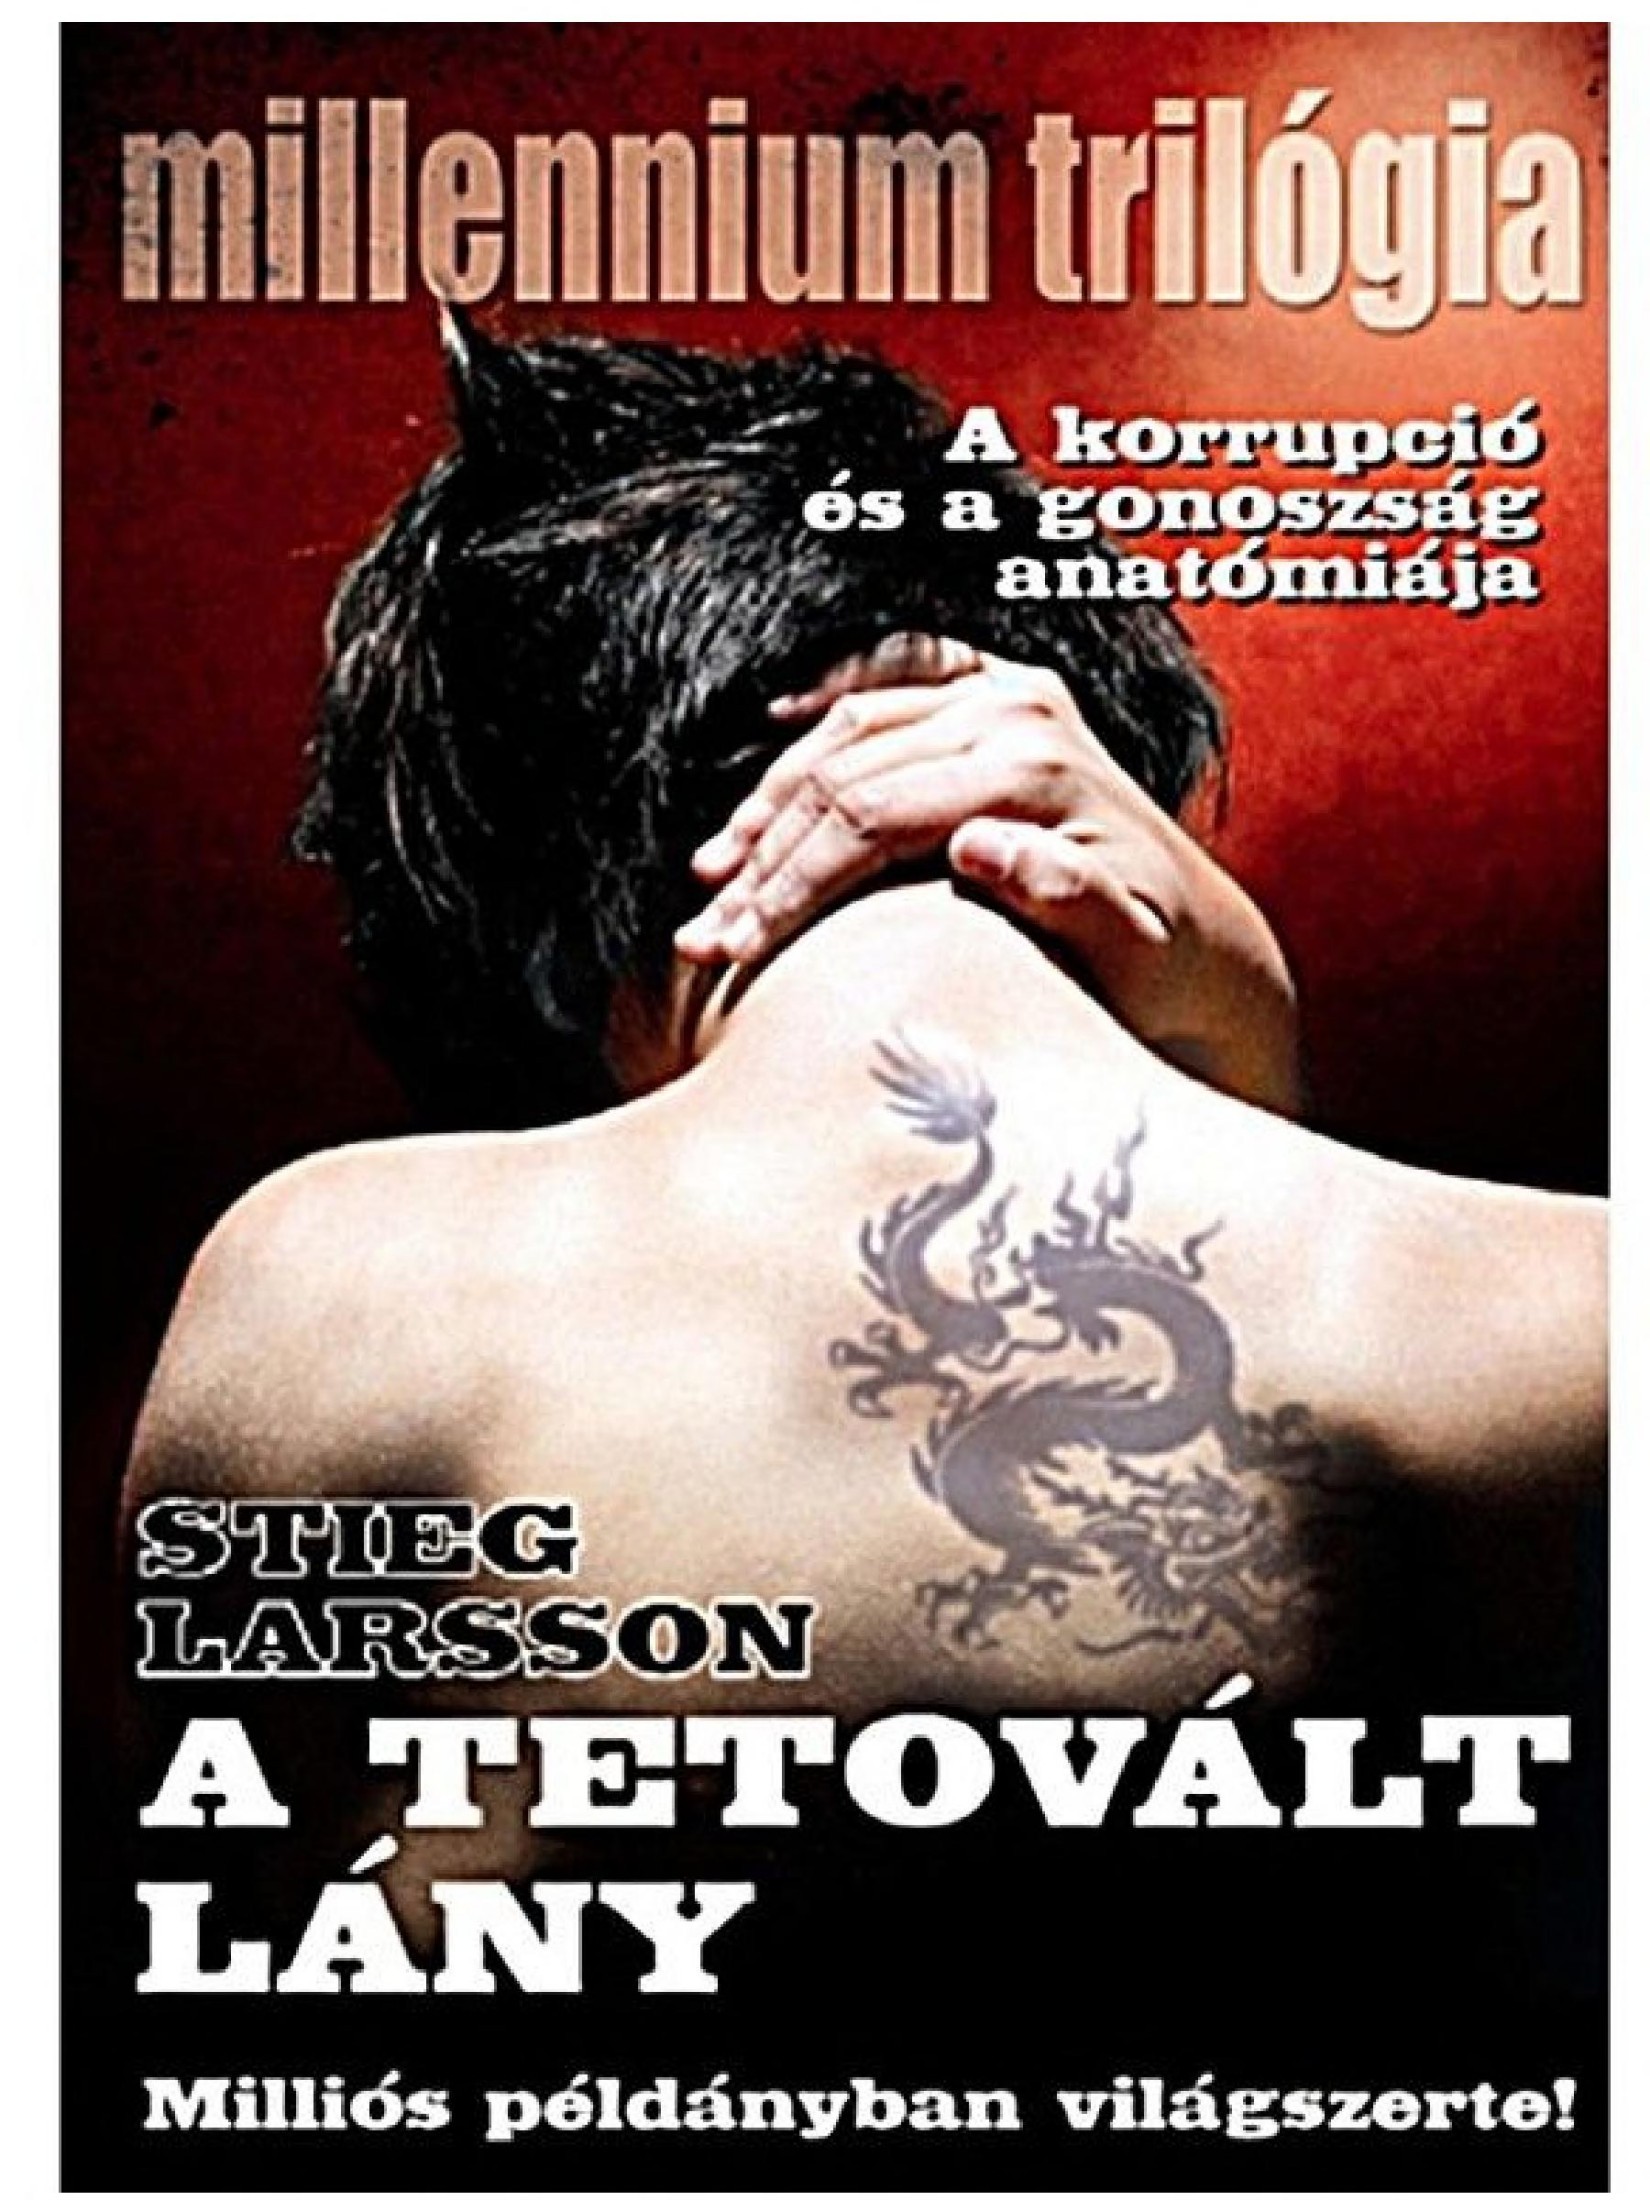 millennium trilógia
A korrupció
és a gonoszság
anatómiája
STIEG
LARSSON
A TETOVÁLT
LÁNY
Milliós példányban világszerte!